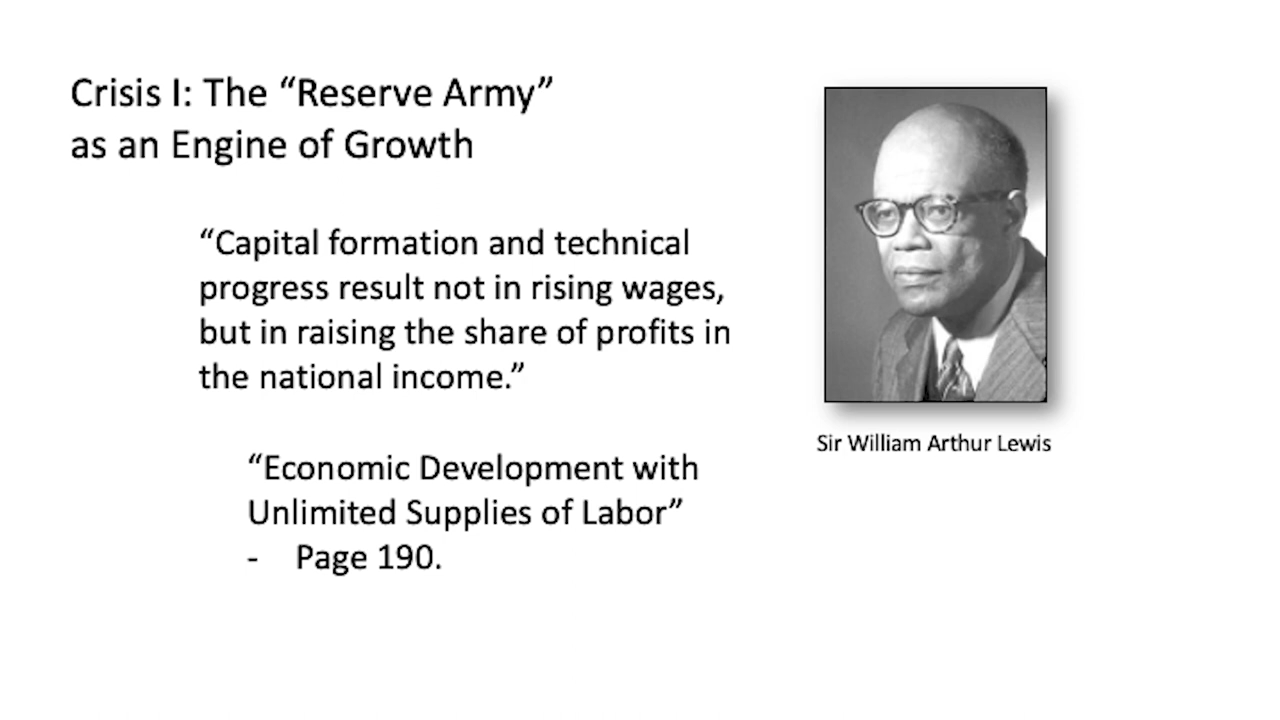 Crisis I: The “Reserve Army”
as an Engine of Growth
“Capital formation and technical
progress result not in rising wages,
but in raising the share of profits in
the national income.”
“Economic Development with
Unlimited Supplies of Labor”
- Page 190.
Sir William Arthur Lewis